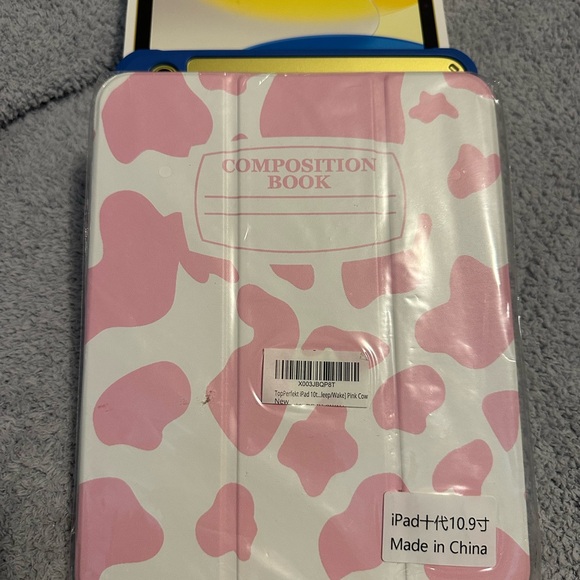 COMPOSITION
BOOK
X003JBQP8T
TopPerfekt iPad 10t...leep/Wake] Pink Cow
New
iPad十代10.9寸
Made in China